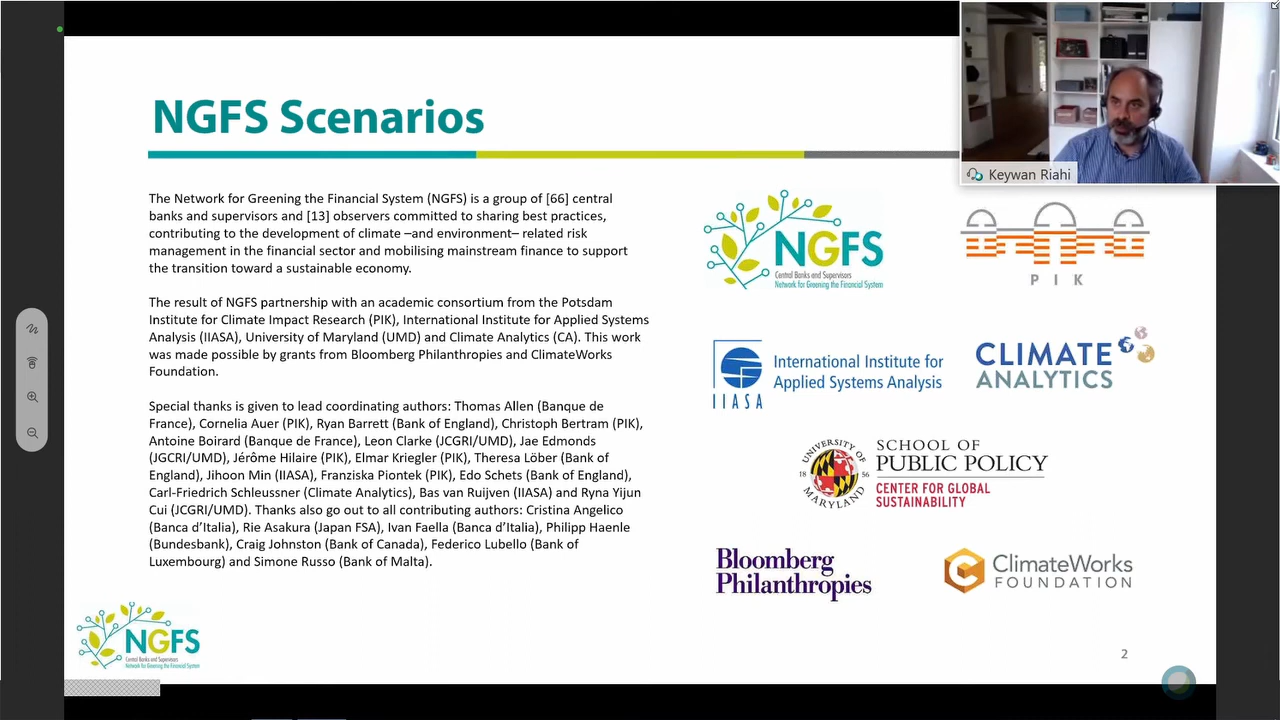 NGFS Scenarios
Keywan Riahi
The Network for Greening the Financial System (NGFS) is a group of [66] central
banks and supervisors and [13] observers committed to sharing best practices,
contributing to the development of climate –and environment– related risk
management in the financial sector and mobilising mainstream finance to support
the transition toward a sustainable economy.
The result of NGFS partnership with an academic consortium from the Potsdam
Institute for Climate Impact Research (PIK), International Institute for Applied Systems
Analysis (IIASA), University of Maryland (UMD) and Climate Analytics (CA). This work
was made possible by grants from Bloomberg Philanthropies and ClimateWorks
Foundation.
Special thanks is given to lead coordinating authors: Thomas Allen (Banque de
France), Cornelia Auer (PIK), Ryan Barrett (Bank of England), Christoph Bertram (PIK),
Antoine Boirard (Banque de France), Leon Clarke (JCGRI/UMD), Jae Edmonds
(JGCRI/UMD), Jérôme Hilaire (PIK), Elmar Kriegler (PIK), Theresa Löber (Bank of
England), Jihoon Min (IIASA), Franziska Piontek (PIK), Edo Schets (Bank of England),
Carl-Friedrich Schleussner (Climate Analytics), Bas van Ruijven (IIASA) and Ryna Yijun
Cui (JCGRI/UMD). Thanks also go out to all contributing authors: Cristina Angelico
(Banca d’Italia), Rie Asakura (Japan FSA), Ivan Faella (Banca d’Italia), Philipp Haenle
(Bundesbank), Craig Johnston (Bank of Canada), Federico Lubello (Bank of
Luxembourg) and Simone Russo (Bank of Malta).
NGFS
Central Banks and Supervisors
Network for Greening the Financial System
PIK
IIASA
International Institute for
Applied Systems Analysis
CLIMATE
ANALYTICS
UNIVERSITY OF
18 56
MARYLAND
SCHOOL OF
PUBLIC POLICY
CENTER FOR GLOBAL
SUSTAINABILITY
Bloomberg
Philanthropies
ClimateWorks
FOUNDATION
NGFS
Central Banks and Supervisors
Network for Greening the Financial System
2